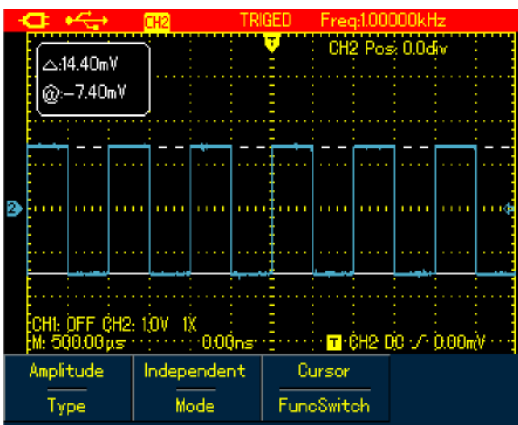 CH2 TRIGED Freq:1.00000kHz
T
CH2 Pos: 0.0div
△:14.40mV
@:-7.40mV
2
CH1: OFF CH2: 1.0V 1X
M: 500.00μs 0.00ns T CH2 DC 0.00mV
Amplitude Independent Cursor
Type Mode FuncSwitch